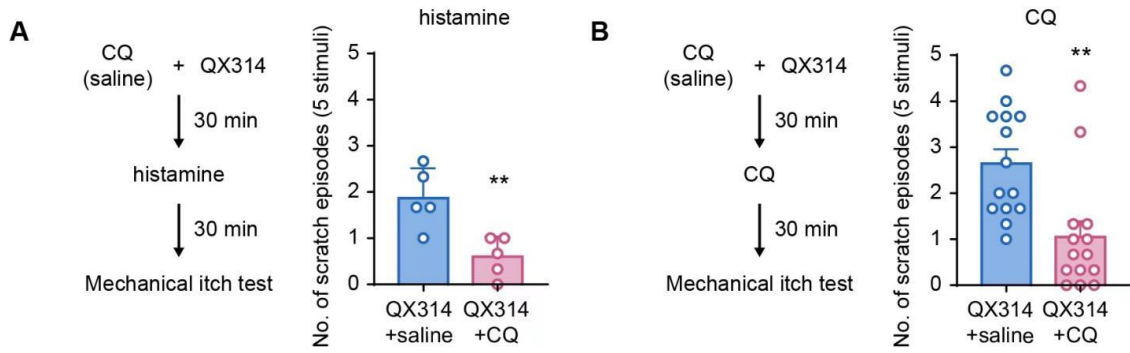 A
CQ
(saline) + QX314
30 min
histamine
30 min
Mechanical itch test
histamine
No. of scratch episodes (5 stimuli)
5
4
3
2
1
0
**
QX314 QX314
+saline +CQ
B
CQ
(saline) + QX314
30 min
CQ
30 min
Mechanical itch test
CQ
No. of scratch episodes (5 stimuli)
5
4
3
2
1
0
**
QX314 QX314
+saline +CQ